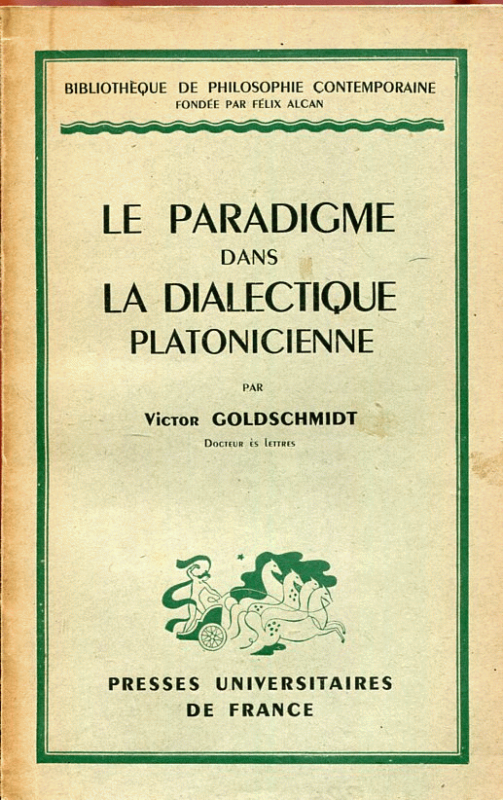 BIBLIOTHÈQUE DE PHILOSOPHIE CONTEMPORAINE
FONDÉE PAR FÉLIX ALCAN
LE PARADIGME
DANS
LA DIALECTIQUE
PLATONICIENNE
PAR
VICTOR GOLDSCHMIDT
DOCTEUR ÈS LETTRES
PRESSES UNIVERSITAIRES
DE FRANCE